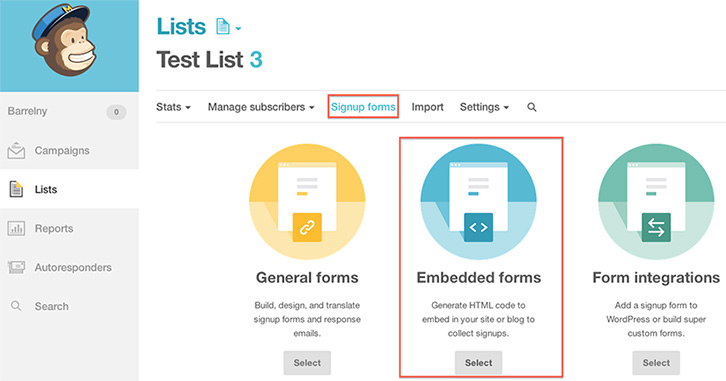 Lists
Test List 3
Barrelny 0
Campaigns
Lists
Reports
Autoresponders
Search
Stats Manage subscribers Signup forms Import Settings
General forms
Build, design, and translate
signup forms and response
emails.
Select
Embedded forms
Generate HTML code to
embed in your site or blog to
collect signups.
Select
Form integrations
Add a signup form to
WordPress or build super
custom forms.
Select